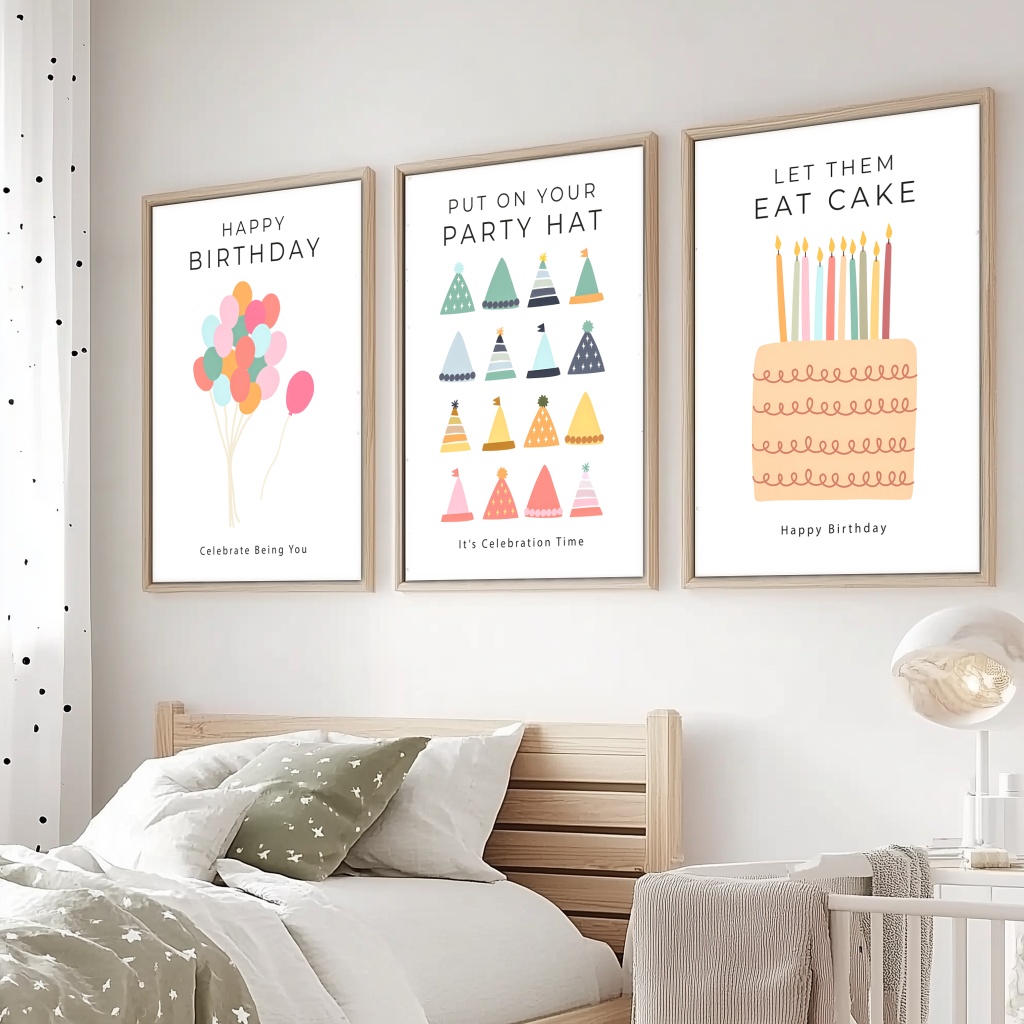 HAPPY
BIRTHDAY
Celebrate Being You
PUT ON YOUR
PARTY HAT
It's Celebration Time
LET THEM
EAT CAKE
Happy Birthday